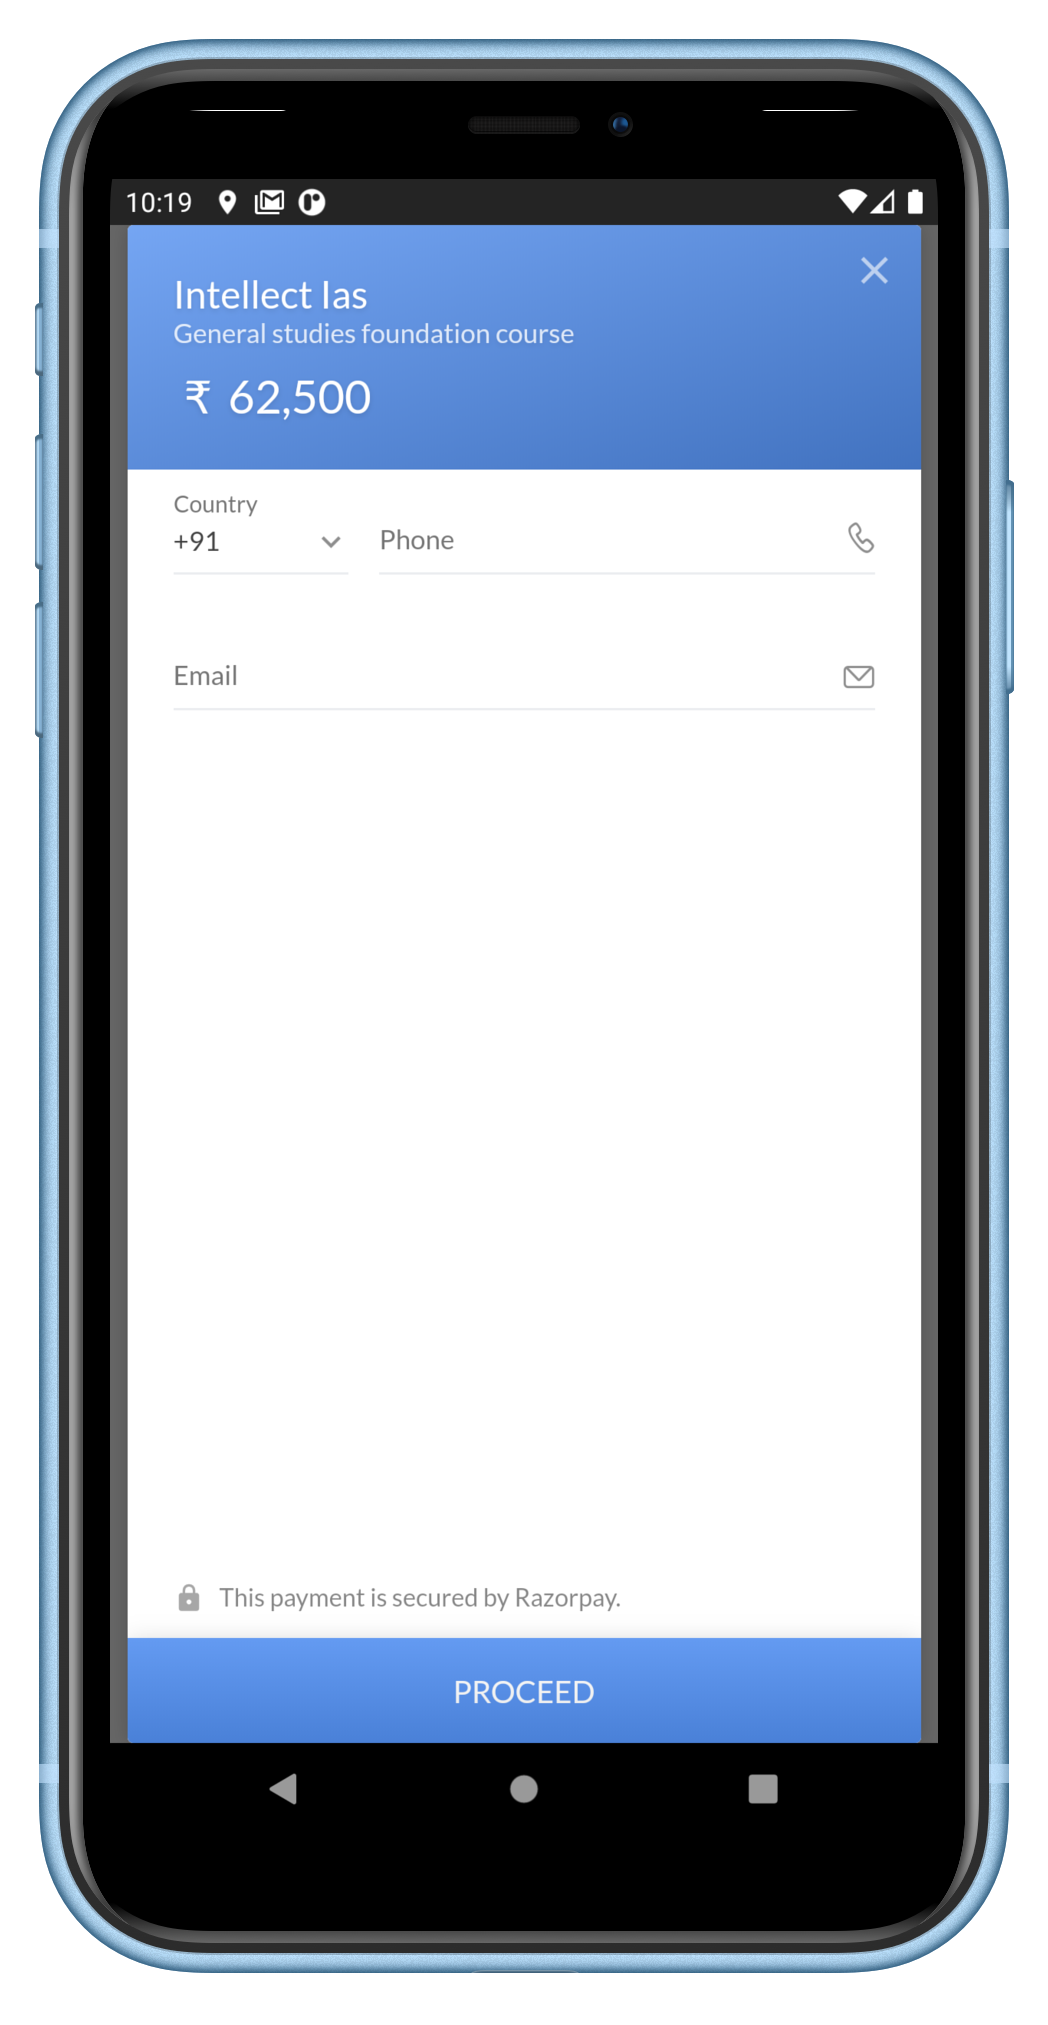 10:19
Intellect Ias
General studies foundation course
₹ 62,500
Country
+91
Phone
Email
This payment is secured by Razorpay.
PROCEED